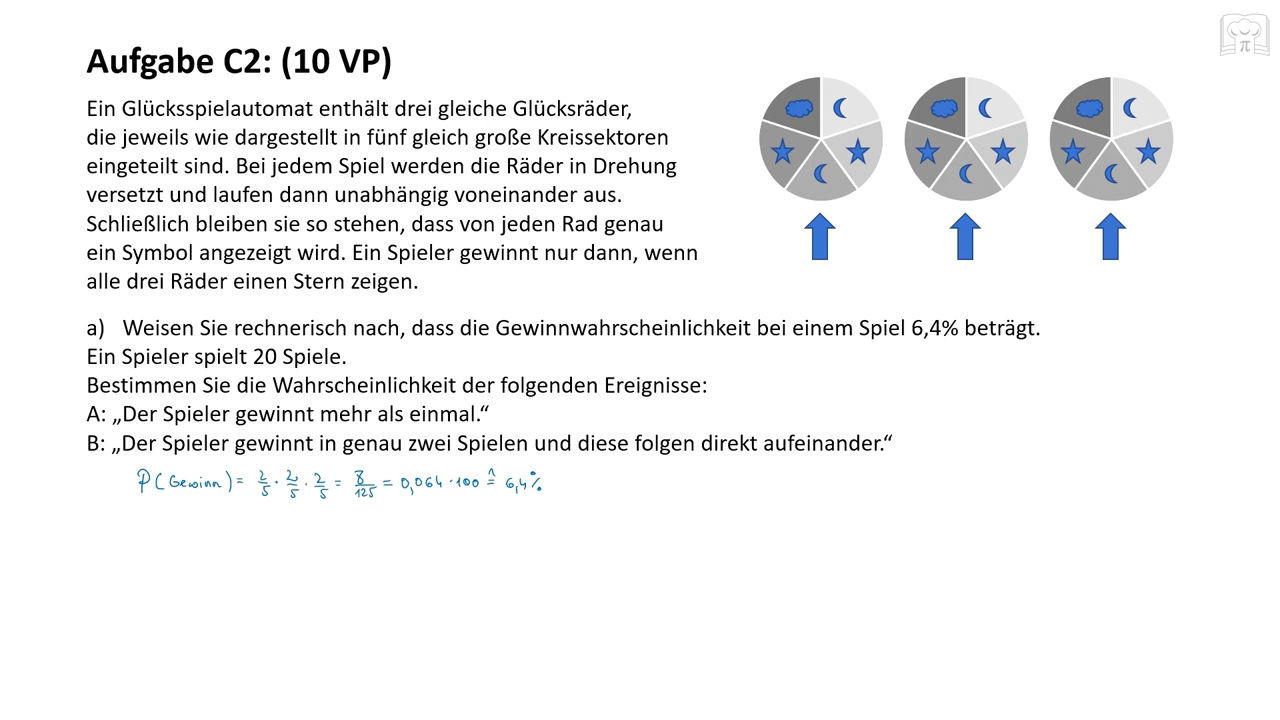 Aufgabe C2: (10 VP)
Ein Glücksspielautomat enthält drei gleiche Glücksräder,
die jeweils wie dargestellt in fünf gleich große Kreissektoren
eingeteilt sind. Bei jedem Spiel werden die Räder in Drehung
versetzt und laufen dann unabhängig voneinander aus.
Schließlich bleiben sie so stehen, dass von jeden Rad genau
ein Symbol angezeigt wird. Ein Spieler gewinnt nur dann, wenn
alle drei Räder einen Stern zeigen.
a) Weisen Sie rechnerisch nach, dass die Gewinnwahrscheinlichkeit bei einem Spiel 6,4% beträgt.
Ein Spieler spielt 20 Spiele.
Bestimmen Sie die Wahrscheinlichkeit der folgenden Ereignisse:
A: „Der Spieler gewinnt mehr als einmal.“
B: „Der Spieler gewinnt in genau zwei Spielen und diese folgen direkt aufeinander.“
P(Gewinn) = 2/5 · 2/5 · 2/5 = 8/125 = 0,064 · 100 ≙ 6,4%